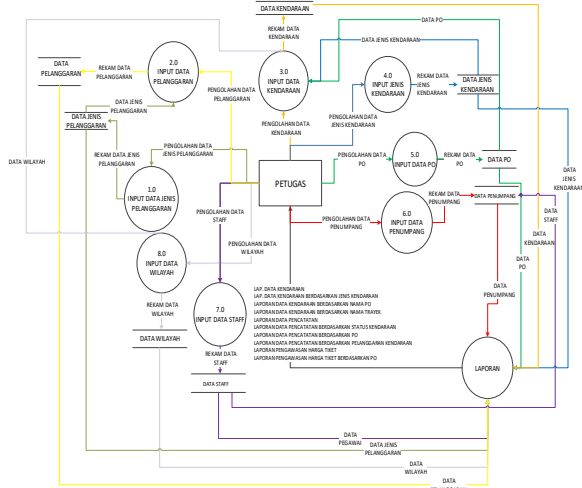 DATA KENDARAAN
DATA PO
REKAM DATA
KENDARAAN
DATA JENIS KENDARAAN
DATA
PELANGGARAN
REKAM DATA
PELANGGARAN
2.0
INPUT DATA
PELANGGARAN
3.0
INPUT DATA
KENDARAAN
4.0
INPUT JENIS
KENDARAAN
REKAM DATA
JENIS
KENDARAAN
DATA JENIS
KENDARAAN
PENGOLAHAN DATA
PELANGGARAN
DATA JENIS
PELANGGARAN
DATA JENIS
PELANGGARAN
PENGOLAHAN DATA
KENDARAAN
PENGOLAHAN DATA
JENIS KENDARAAN
DATA WILAYAH
REKAM DATA JENIS
PELANGGARAN
PENGOLAHAN DATA
JENIS PELANGGARAN
PENGOLAHAN DATA
PO
5.0
INPUT DATA PO
REKAM DATA
PO
DATA PO
DATA JENIS
KENDARAAN
PETUGAS
1.0
INPUT DATA JENIS
PELANGGARAN
PENGOLAHAN DATA
STAFF
PENGOLAHAN DATA
PENUMPANG
6.0
INPUT DATA
PENUMPANG
REKAM DATA
PENUMPANG
DATA PENUMPANG
DATA
STAFF
DATA
KENDARAAN
8.0
INPUT DATA
WILAYAH
PENGOLAHAN DATA
WILAYAH
DATA
PO
DATA
PENUMPANG
REKAM DATA
WILAYAH
DATA WILAYAH
7.0
INPUT DATA STAFF
LAP. DATA KENDARAAN
LAP. DATA KENDARAAN BERDASARKAN JENIS KENDARAAN
LAPORAN DATA KENDARAAN BERDASARKAN NAMA PO
LAPORAN DATA KENDARAAN BERDASARKAN NAMA TRAYEK
LAPORAN DATA PENCATATAN
LAPORAN DATA PENCATATAN BERDASARKAN STATUS KENDARAAN
LAPORAN DATA PENCATATAN BERDASARKAN PO
LAPORAN DATA PENCATATAN BERDASARKAN PELANGGARAN KENDARAAN
LAPORAN PENGAWASAN HARGA TIKET
LAPORAN PENGAWASAN HARGA TIKET BERDASARKAN PO
REKAM DATA
STAFF
DATA STAFF
LAPORAN
DATA
PEGAWAI
DATA JENIS
PELANGGARAN
DATA
WILAYAH
DATA